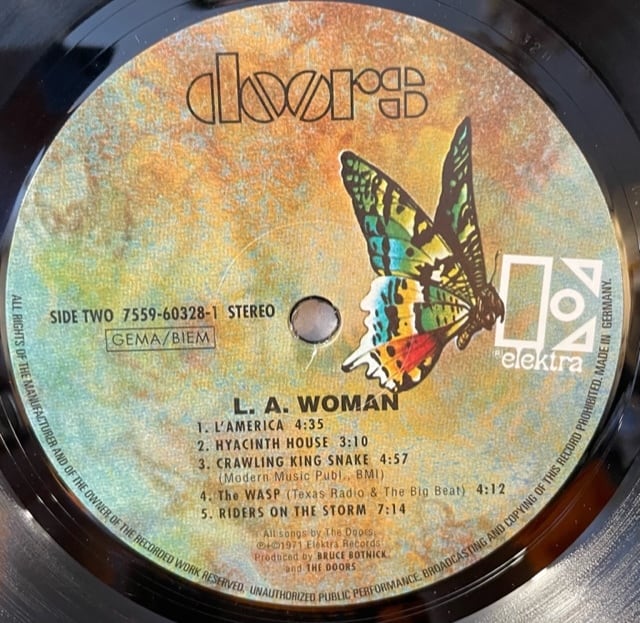 doors
elektra
SIDE TWO 7559-60328-1 STEREO
GEMA/BIEM
L. A. WOMAN
1. L'AMERICA 4:35
2. HYACINTH HOUSE 3:10
3. CRAWLING KING SNAKE 4:57
(Modern Music Publ., BMI)
4. The WASP (Texas Radio & The Big Beat) 4:12
5. RIDERS ON THE STORM 7:14
All songs by The Doors.
℗+©1971 Elektra Records
Produced by BRUCE BOTNICK
and THE DOORS
ALL RIGHTS OF THE MANUFACTURER AND OF THE OWNER OF THE RECORDED WORK RESERVED. UNAUTHORIZED PUBLIC PERFORMANCE, BROADCASTING AND COPYING OF THIS RECORD PROHIBITED. MADE IN GERMANY.